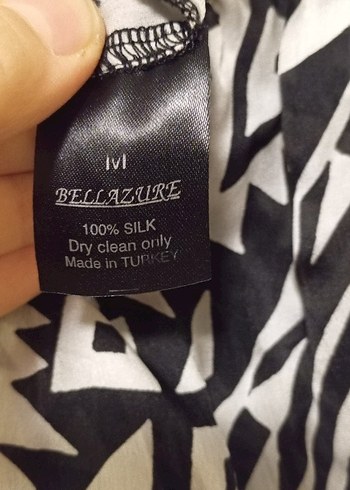 M
BELLAZURE
100% SILK
Dry clean only
Made in TURKEY